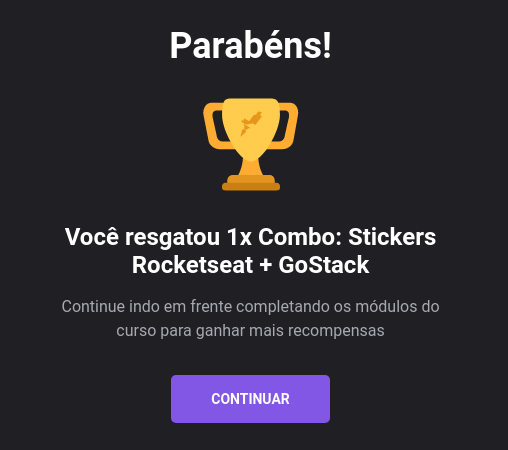 Parabéns!
Você resgatou 1x Combo: Stickers
Rocketseat + GoStack
Continue indo em frente completando os módulos do
curso para ganhar mais recompensas
CONTINUAR